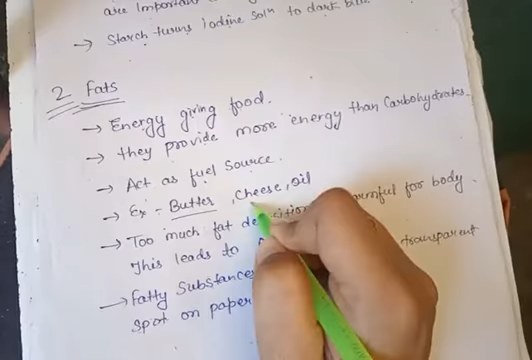 are Important
→ Starch turns iodine solⁿ to dark blue
2 Fats
→ Energy giving food.
→ they provide more energy than Carbohydrates.
→ Act as fuel source.
→ Ex - Butter, Cheese, oil
→ Too much fat harmful for body.
This leads to
→ Fatty Substances transparent
spot on paper